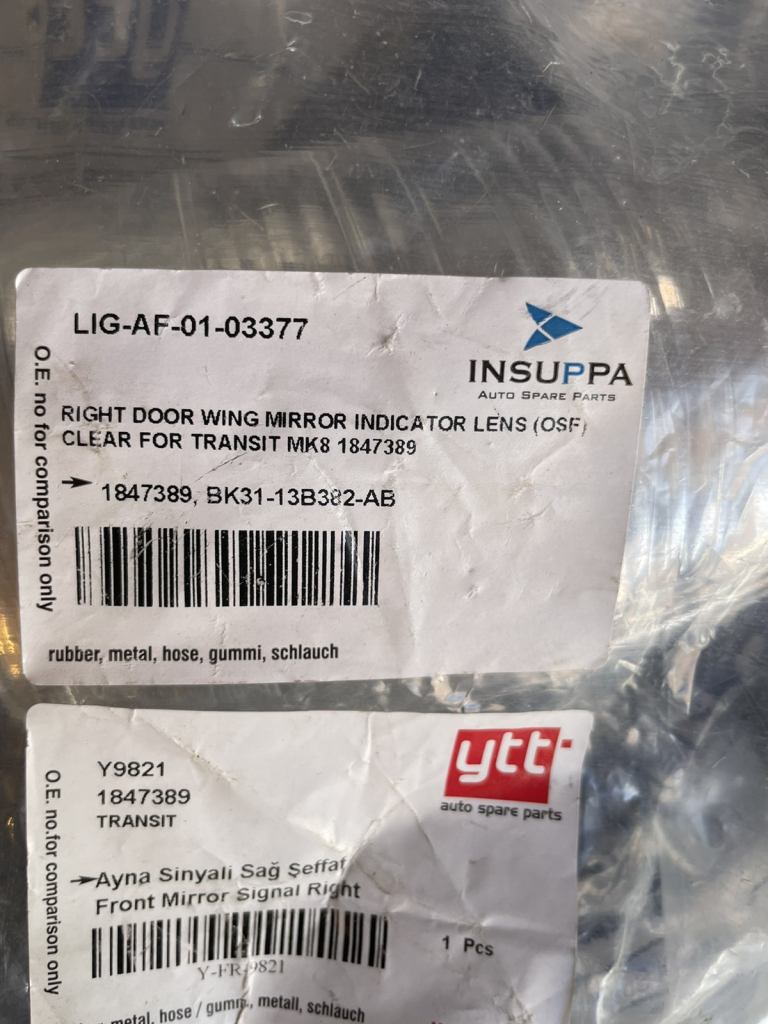 LIG-AF-01-03377
INSUPPA
AUTO SPARE PARTS
O.E. no for comparison only
RIGHT DOOR WING MIRROR INDICATOR LENS (OSF)
CLEAR FOR TRANSIT MK8 1847389
1847389, BK31-13B382-AB
rubber, metal, hose, gummi, schlauch
Y9821
1847389
TRANSIT
ytt
auto spare parts
O.E. no.for comparison only
Ayna Sinyali Sağ Şeffaf
Front Mirror Signal Right
1 Pcs
Y-FR-9821
metal, hose / gummi, metall, schlauch